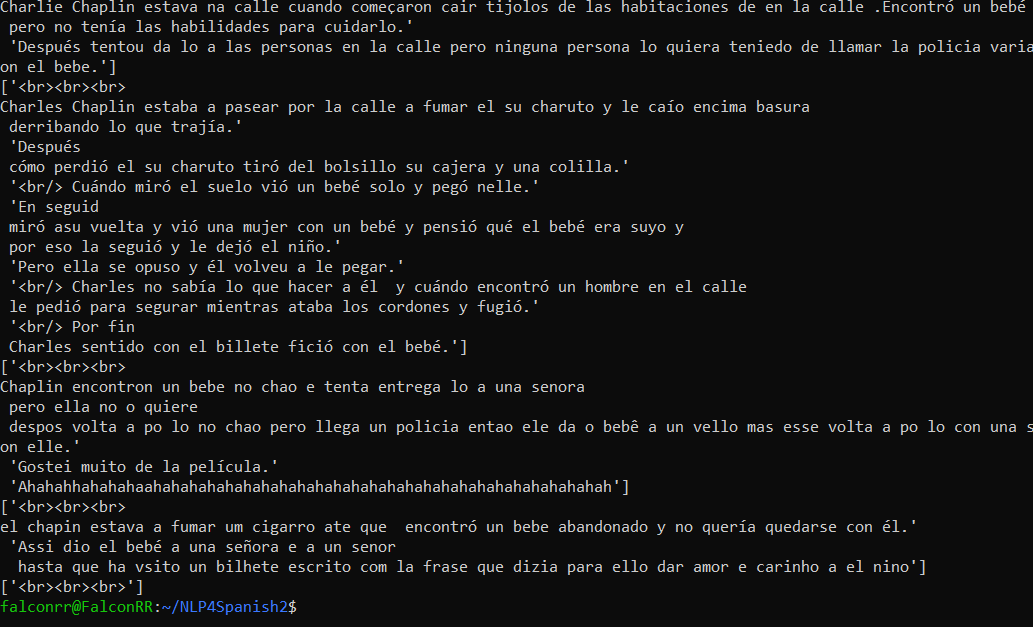 Charlie Chaplin estava na calle cuando começaron cair tijolos de las habitaciones de en la calle .Encontró un bebé
 pero no tenía las habilidades para cuidarlo.'
 'Después tentou da lo a las personas en la calle pero ninguna persona lo quiera teniedo de llamar la policia varia
on el bebe.']
['<br><br><br>
Charles Chaplin estaba a pasear por la calle a fumar el su charuto y le caío encima basura
 derribando lo que trajía.'
 'Después
 cómo perdió el su charuto tiró del bolsillo su cajera y una colilla.'
 '<br/> Cuándo miró el suelo vió un bebé solo y pegó nelle.'
 'En seguid
 miró asu vuelta y vió una mujer con un bebé y pensió qué el bebé era suyo y
 por eso la seguió y le dejó el niño.'
 'Pero ella se opuso y él volveu a le pegar.'
 '<br/> Charles no sabía lo que hacer a él  y cuándo encontró un hombre en el calle
 le pedió para segurar mientras ataba los cordones y fugió.'
 '<br/> Por fin
 Charles sentido con el billete fició con el bebé.']
['<br><br><br>
Chaplin encontron un bebe no chao e tenta entrega lo a una senora
 pero ella no o quiere
 despos volta a po lo no chao pero llega un policia entao ele da o bebê a un vello mas esse volta a po lo con una s
on elle.'
 'Gostei muito de la película.'
 'Ahahahhahahahaahahahahahahahahahahahahahahahahahahahahahahahahahah']
['<br><br><br>
el chapin estava a fumar um cigarro ate que  encontró un bebe abandonado y no quería quedarse con él.'
 'Assi dio el bebé a una señora e a un senor
  hasta que ha vsito un bilhete escrito com la frase que dizia para ello dar amor e carinho a el nino']
['<br><br><br>']
falconrr@FalconRR:~/NLP4Spanish2$